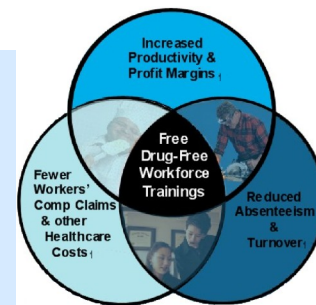 Increased
Productivity &
Profit Margins
Free
Drug-Free
Workforce
Trainings
Fewer
Workers'
Comp Claims
& other
Healthcare
Costs
Reduced
Absenteeism
&
Turnover